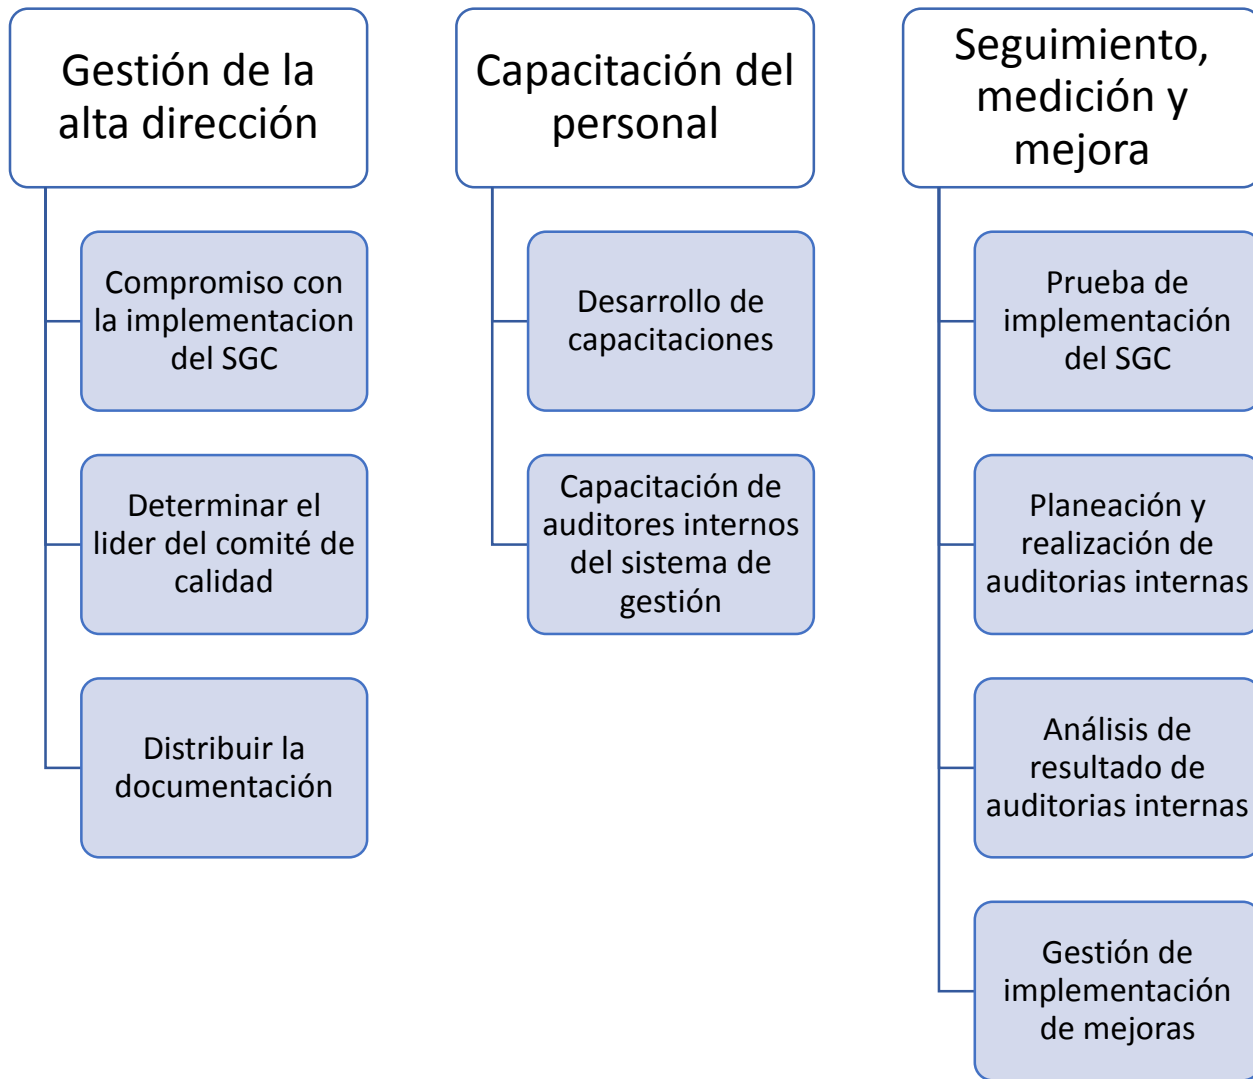 Gestión de la
alta dirección
Compromiso con
la implementacion
del SGC
Determinar el
lider del comité de
calidad
Distribuir la
documentación
Capacitación del
personal
Desarrollo de
capacitaciones
Capacitación de
auditores internos
del sistema de
gestión
Seguimiento,
medición y
mejora
Prueba de
implementación
del SGC
Planeación y
realización de
auditorias internas
Análisis de
resultado de
auditorias internas
Gestión de
implementación
de mejoras